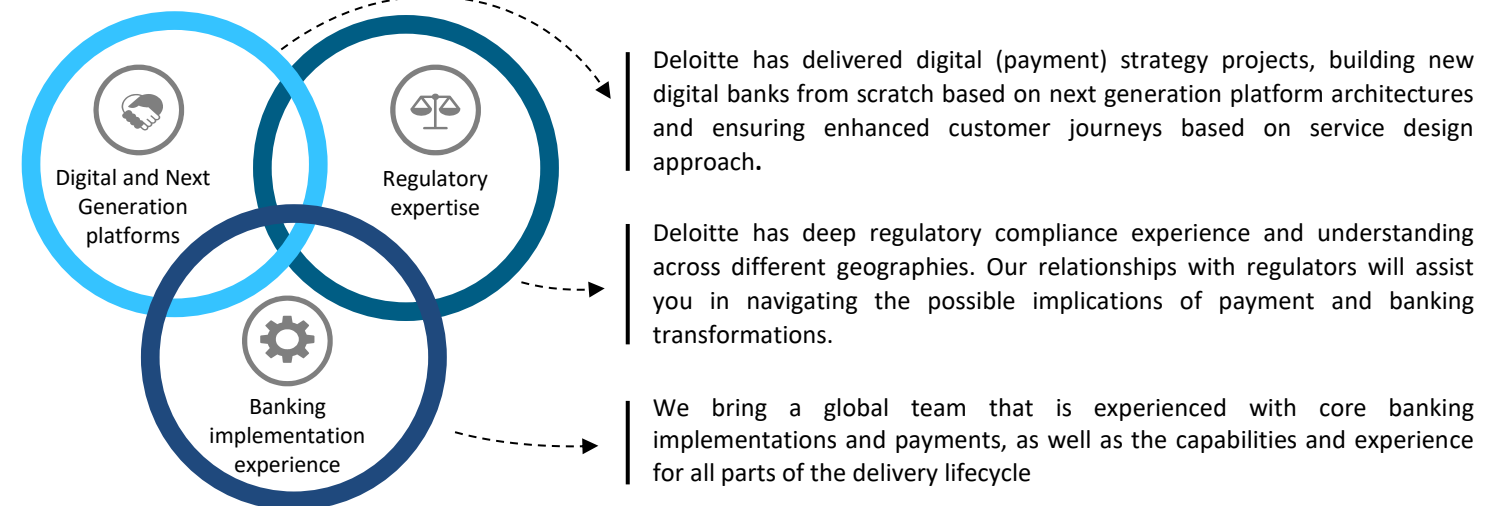 Digital and Next
Generation
platforms
Regulatory
expertise
Banking
implementation
experience
Deloitte has delivered digital (payment) strategy projects, building new
digital banks from scratch based on next generation platform architectures
and ensuring enhanced customer journeys based on service design
approach.
Deloitte has deep regulatory compliance experience and understanding
across different geographies. Our relationships with regulators will assist
you in navigating the possible implications of payment and banking
transformations.
We bring a global team that is experienced with core banking
implementations and payments, as well as the capabilities and experience
for all parts of the delivery lifecycle